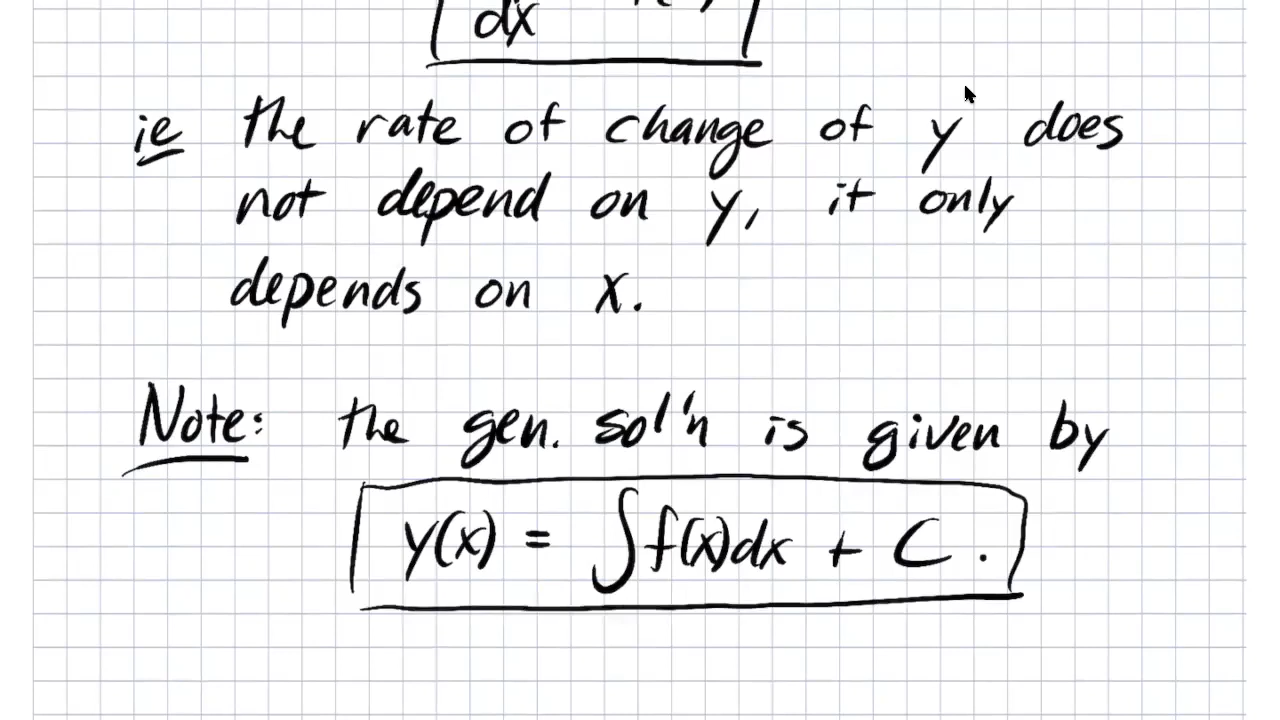 dx
ie the rate of change of y does
not depend on y, it only
depends on x.
Note: the gen. sol'n is given by
y(x) = ∫f(x)dx + C.